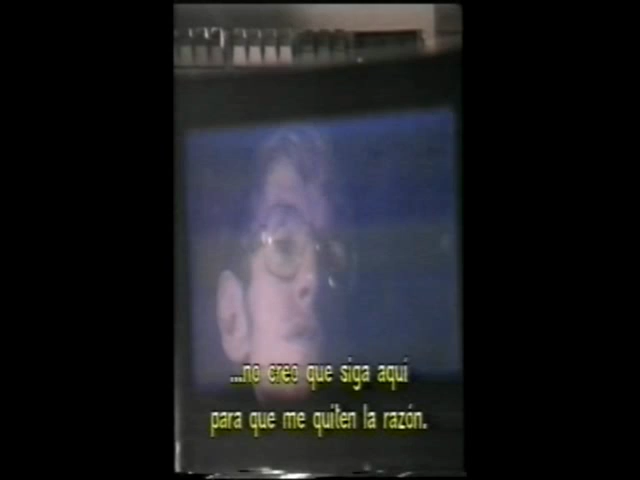 ...no creo que siga aquí
para que me quiten la razón.